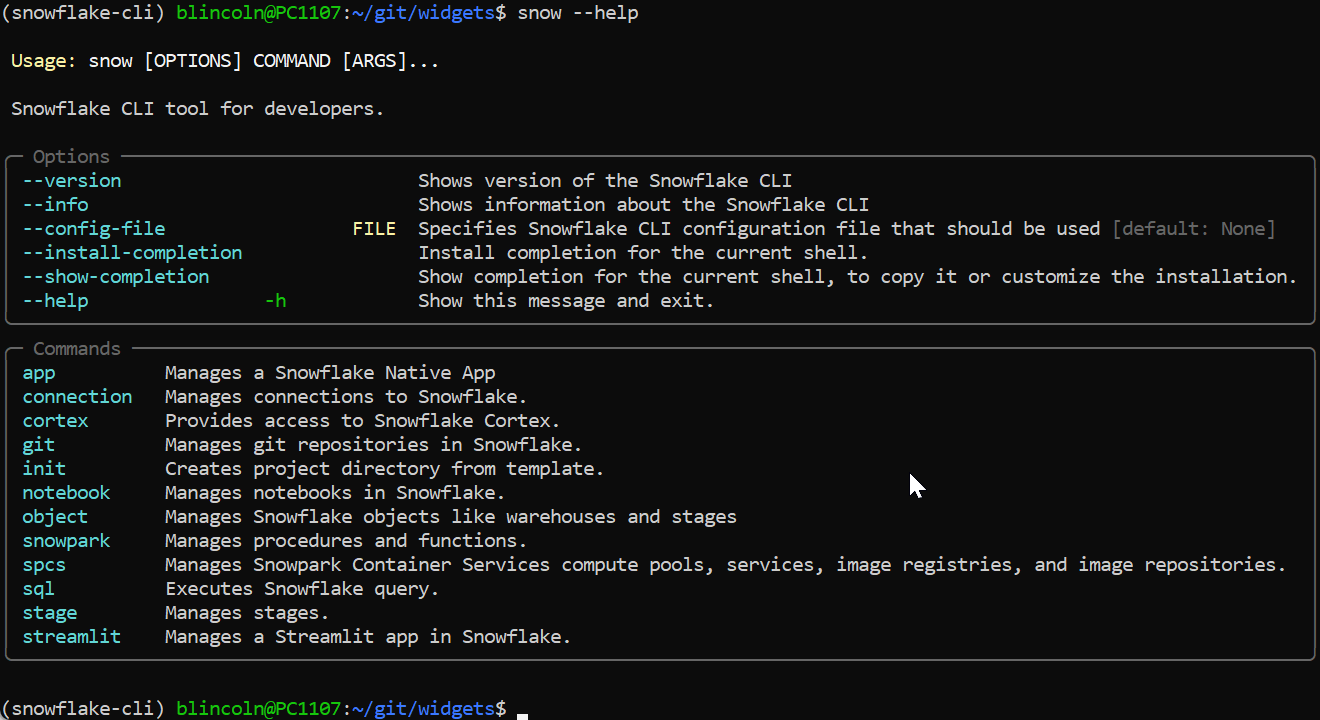 (snowflake-cli) blincoln@PC1107:~/git/widgets$ snow --help
Usage: snow [OPTIONS] COMMAND [ARGS]...
Snowflake CLI tool for developers.
Options
--version Shows version of the Snowflake CLI
--info Shows information about the Snowflake CLI
--config-file FILE Specifies Snowflake CLI configuration file that should be used [default: None]
--install-completion Install completion for the current shell.
--show-completion Show completion for the current shell, to copy it or customize the installation.
--help -h Show this message and exit.
Commands
app Manages a Snowflake Native App
connection Manages connections to Snowflake.
cortex Provides access to Snowflake Cortex.
git Manages git repositories in Snowflake.
init Creates project directory from template.
notebook Manages notebooks in Snowflake.
object Manages Snowflake objects like warehouses and stages
snowpark Manages procedures and functions.
spcs Manages Snowpark Container Services compute pools, services, image registries, and image repositories.
sql Executes Snowflake query.
stage Manages stages.
streamlit Manages a Streamlit app in Snowflake.
(snowflake-cli) blincoln@PC1107:~/git/widgets$